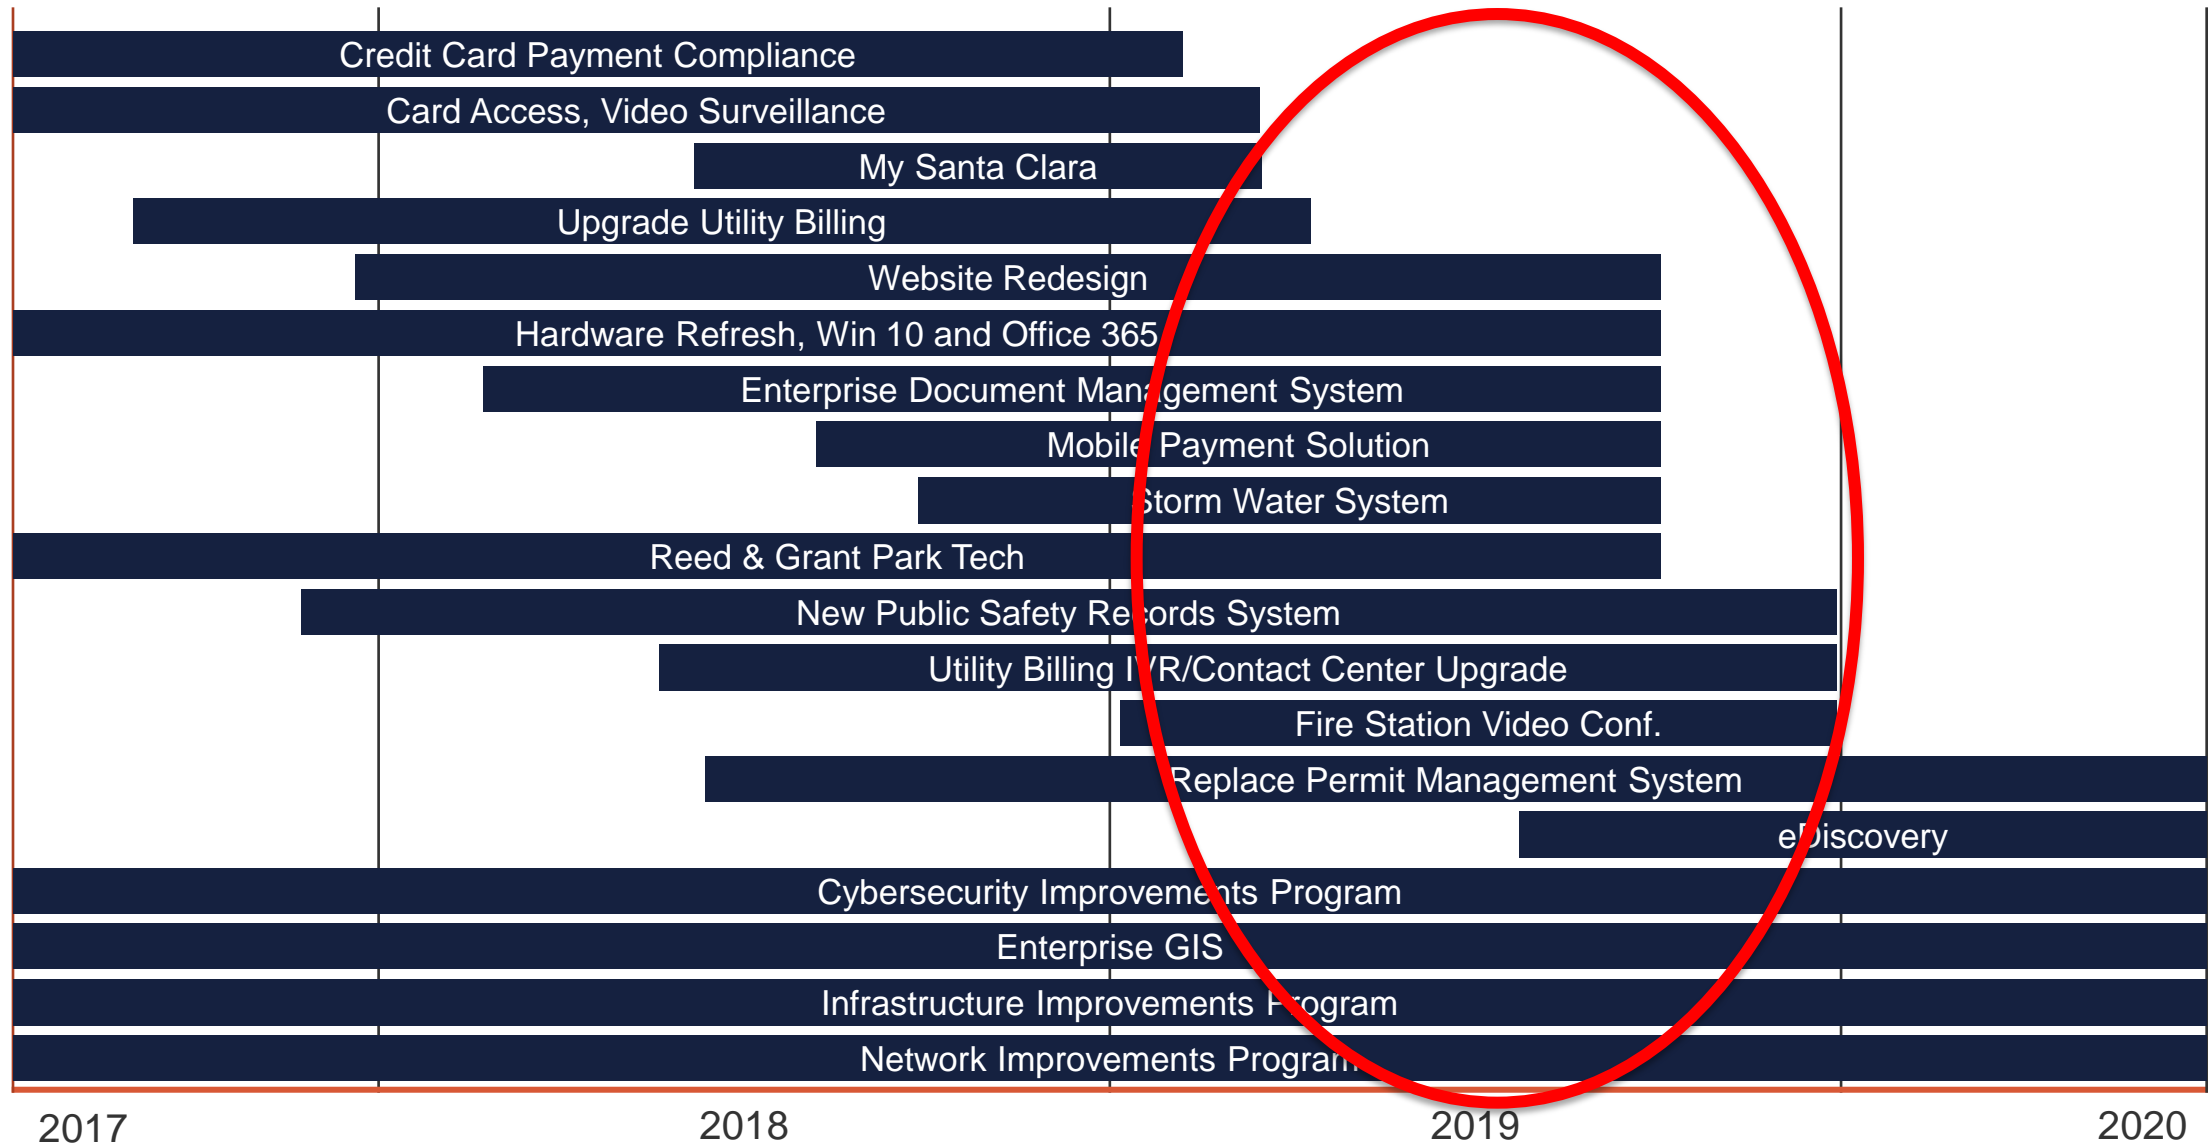 Credit Card Payment Compliance
Card Access, Video Surveillance
My Santa Clara
Upgrade Utility Billing
Website Redesign
Hardware Refresh, Win 10 and Office 365
Enterprise Document Management System
Mobile Payment Solution
Storm Water System
Reed & Grant Park Tech
New Public Safety Records System
Utility Billing IVR/Contact Center Upgrade
Fire Station Video Conf.
Replace Permit Management System
eDiscovery
Cybersecurity Improvements Program
Enterprise GIS
Infrastructure Improvements Program
Network Improvements Program
2017 2018 2019 2020